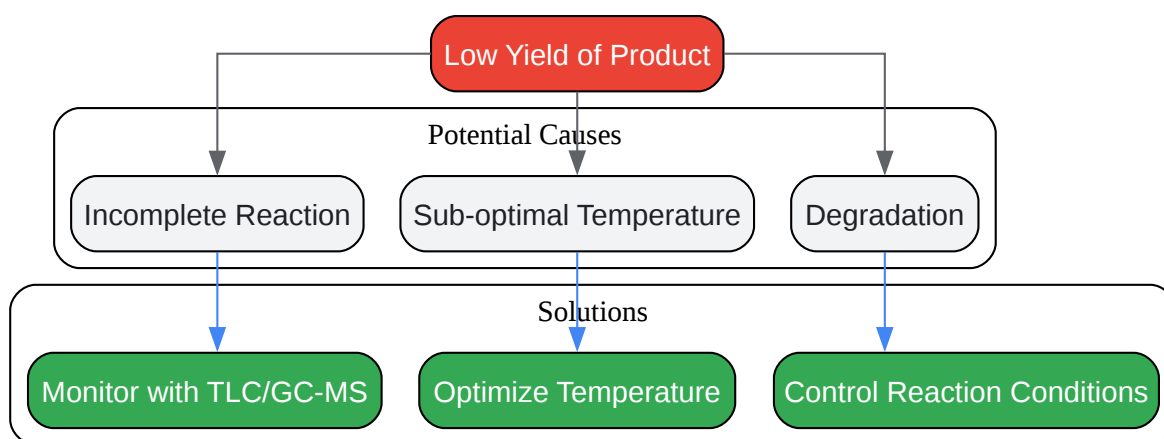 Low Yield of Product
Potential Causes
Incomplete Reaction
Sub-optimal Temperature
Degradation
Solutions
Monitor with TLC/GC-MS
Optimize Temperature
Control Reaction Conditions